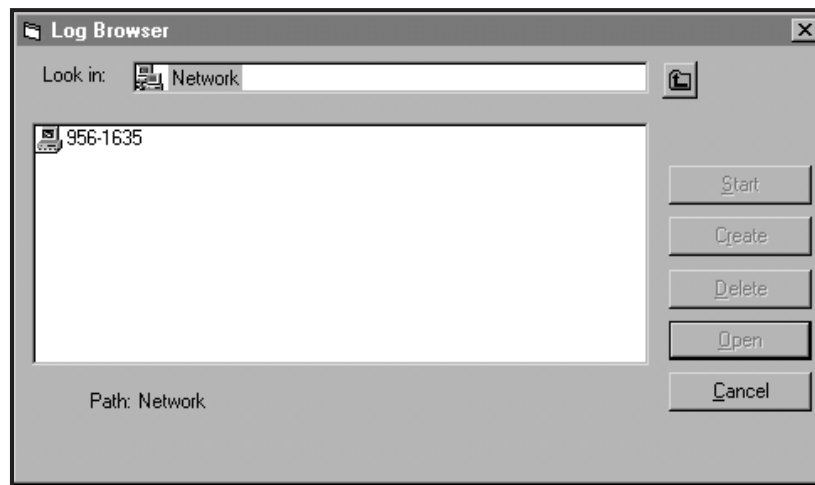 Log Browser
Look in: Network
956-1635
Start
Create
Delete
Open
Cancel
Path: Network